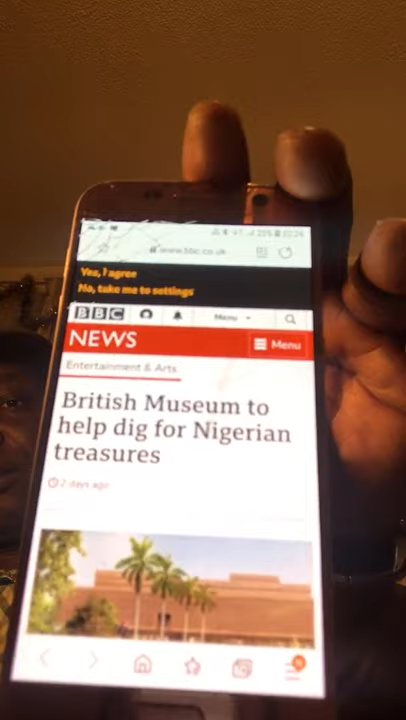 www.bbc.co.uk
Yes, I agree
No, take me to settings
BBC
Menu
NEWS
Menu
Entertainment & Arts
British Museum to
help dig for Nigerian
treasures
2 days ago